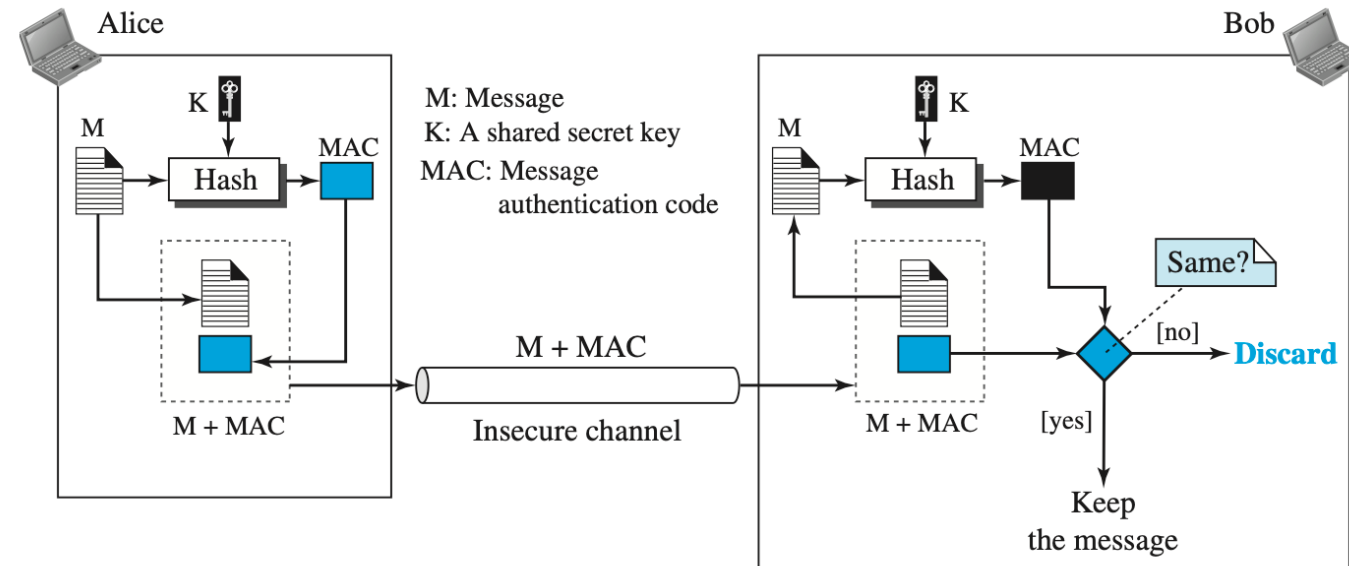 Alice
Bob
K
M
MAC
Hash
M + MAC
M: Message
K: A shared secret key
MAC: Message
authentication code
M + MAC
Insecure channel
K
M
MAC
Hash
Same?
[no]
Discard
M + MAC
[yes]
Keep
the message